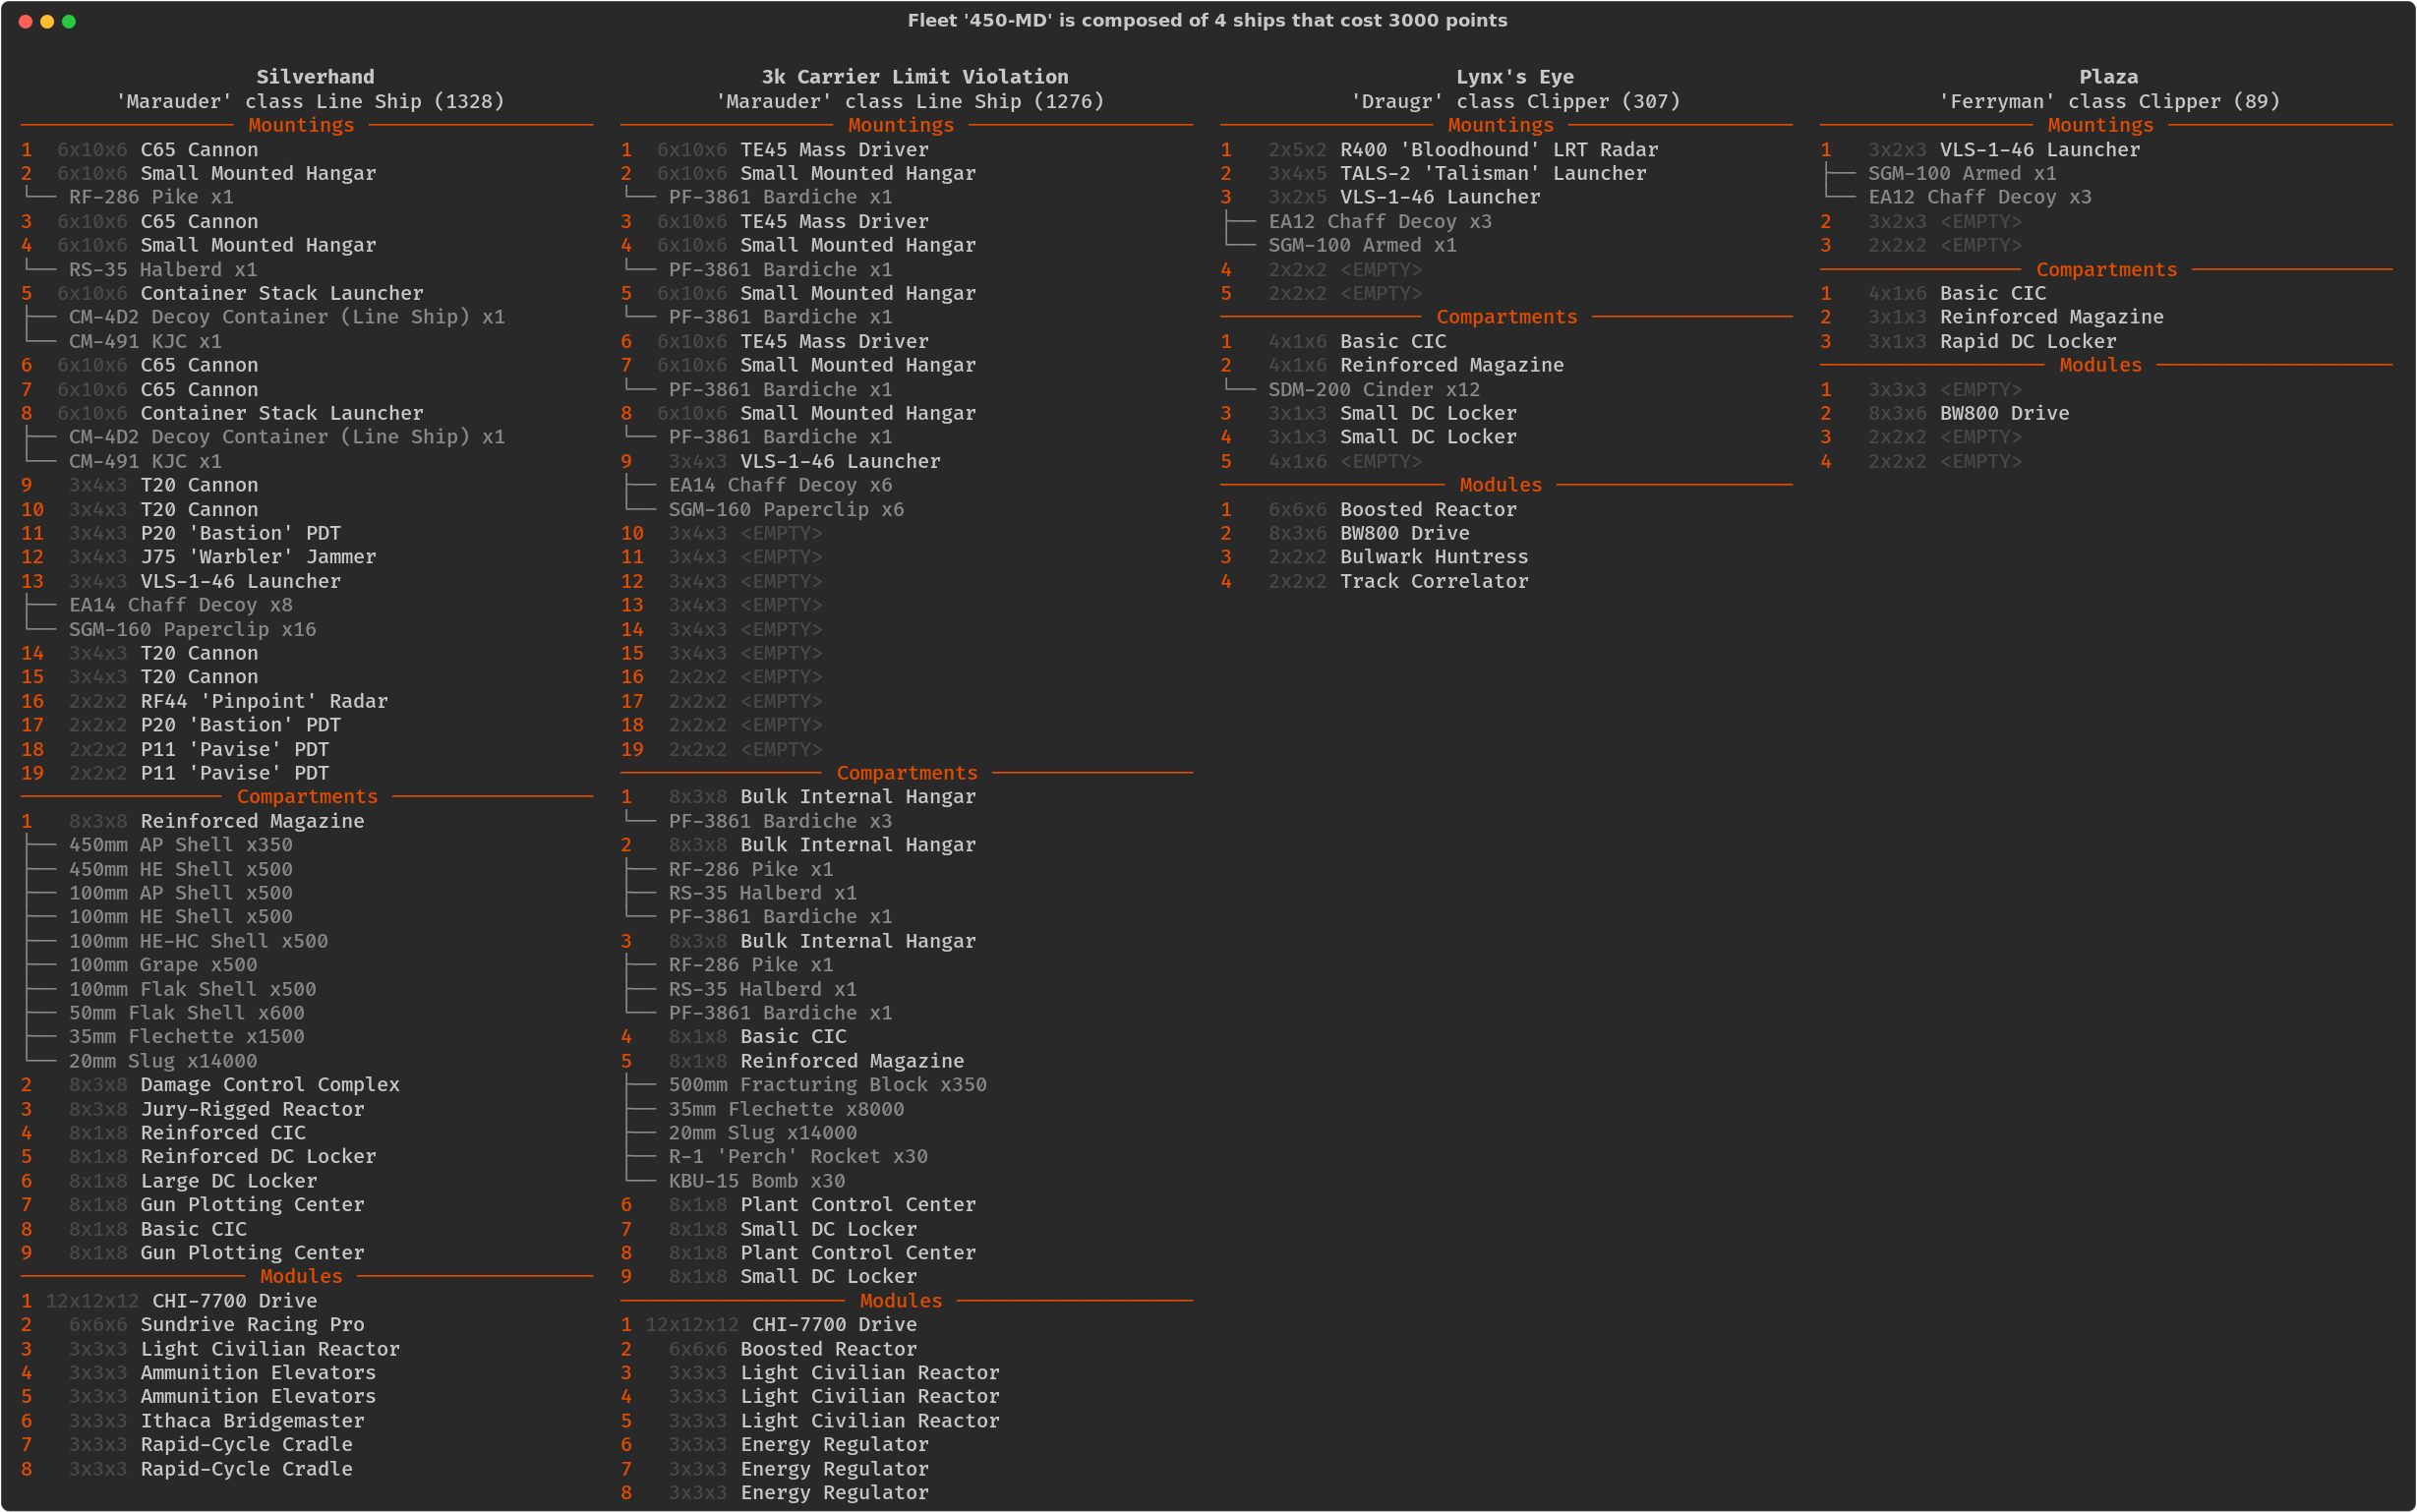 Fleet '450-MD' is composed of 4 ships that cost 3000 points
Silverhand
'Marauder' class Line Ship (1328)
Mountings
1 6x10x6 C65 Cannon
2 6x10x6 Small Mounted Hangar
RF-286 Pike x1
3 6x10x6 C65 Cannon
4 6x10x6 Small Mounted Hangar
RS-35 Halberd x1
5 6x10x6 Container Stack Launcher
CM-4D2 Decoy Container (Line Ship) x1
CM-491 KJC x1
6 6x10x6 C65 Cannon
7 6x10x6 C65 Cannon
8 6x10x6 Container Stack Launcher
CM-4D2 Decoy Container (Line Ship) x1
CM-491 KJC x1
9 3x4x3 T20 Cannon
10 3x4x3 T20 Cannon
11 3x4x3 P20 'Bastion' PDT
12 3x4x3 J75 'Warbler' Jammer
13 3x4x3 VLS-1-46 Launcher
EA14 Chaff Decoy x8
SGM-160 Paperclip x16
14 3x4x3 T20 Cannon
15 3x4x3 T20 Cannon
16 2x2x2 RF44 'Pinpoint' Radar
17 2x2x2 P20 'Bastion' PDT
18 2x2x2 P11 'Pavise' PDT
19 2x2x2 P11 'Pavise' PDT
Compartments
1 8x3x8 Reinforced Magazine
450mm AP Shell x350
450mm HE Shell x500
100mm AP Shell x500
100mm HE Shell x500
100mm HE-HC Shell x500
100mm Grape x500
100mm Flak Shell x500
50mm Flak Shell x600
35mm Flechette x1500
20mm Slug x14000
2 8x3x8 Damage Control Complex
3 8x3x8 Jury-Rigged Reactor
4 8x1x8 Reinforced CIC
5 8x1x8 Reinforced DC Locker
6 8x1x8 Large DC Locker
7 8x1x8 Gun Plotting Center
8 8x1x8 Basic CIC
9 8x1x8 Gun Plotting Center
Modules
1 12x12x12 CHI-7700 Drive
2 6x6x6 Sundrive Racing Pro
3 3x3x3 Light Civilian Reactor
4 3x3x3 Ammunition Elevators
5 3x3x3 Ammunition Elevators
6 3x3x3 Ithaca Bridgemaster
7 3x3x3 Rapid-Cycle Cradle
8 3x3x3 Rapid-Cycle Cradle
3k Carrier Limit Violation
'Marauder' class Line Ship (1276)
Mountings
1 6x10x6 TE45 Mass Driver
2 6x10x6 Small Mounted Hangar
PF-3861 Bardiche x1
3 6x10x6 TE45 Mass Driver
4 6x10x6 Small Mounted Hangar
PF-3861 Bardiche x1
5 6x10x6 Small Mounted Hangar
PF-3861 Bardiche x1
6 6x10x6 TE45 Mass Driver
7 6x10x6 Small Mounted Hangar
PF-3861 Bardiche x1
8 6x10x6 Small Mounted Hangar
PF-3861 Bardiche x1
9 3x4x3 VLS-1-46 Launcher
EA14 Chaff Decoy x6
SGM-160 Paperclip x6
10 3x4x3 <EMPTY>
11 3x4x3 <EMPTY>
12 3x4x3 <EMPTY>
13 3x4x3 <EMPTY>
14 3x4x3 <EMPTY>
15 3x4x3 <EMPTY>
16 2x2x2 <EMPTY>
17 2x2x2 <EMPTY>
18 2x2x2 <EMPTY>
19 2x2x2 <EMPTY>
Compartments
1 8x3x8 Bulk Internal Hangar
PF-3861 Bardiche x3
2 8x3x8 Bulk Internal Hangar
RF-286 Pike x1
RS-35 Halberd x1
PF-3861 Bardiche x1
3 8x3x8 Bulk Internal Hangar
RF-286 Pike x1
RS-35 Halberd x1
PF-3861 Bardiche x1
4 8x1x8 Basic CIC
5 8x1x8 Reinforced Magazine
500mm Fracturing Block x350
35mm Flechette x8000
20mm Slug x14000
R-1 'Perch' Rocket x30
KBU-15 Bomb x30
6 8x1x8 Plant Control Center
7 8x1x8 Small DC Locker
8 8x1x8 Plant Control Center
9 8x1x8 Small DC Locker
Modules
1 12x12x12 CHI-7700 Drive
2 6x6x6 Boosted Reactor
3 3x3x3 Light Civilian Reactor
4 3x3x3 Light Civilian Reactor
5 3x3x3 Light Civilian Reactor
6 3x3x3 Energy Regulator
7 3x3x3 Energy Regulator
8 3x3x3 Energy Regulator
Lynx's Eye
'Draugr' class Clipper (307)
Mountings
1 2x5x2 R400 'Bloodhound' LRT Radar
2 3x4x5 TALS-2 'Talisman' Launcher
3 3x2x5 VLS-1-46 Launcher
EA12 Chaff Decoy x3
SGM-100 Armed x1
4 2x2x2 <EMPTY>
5 2x2x2 <EMPTY>
Compartments
1 4x1x6 Basic CIC
2 4x1x6 Reinforced Magazine
SDM-200 Cinder x12
3 3x1x3 Small DC Locker
4 3x1x3 Small DC Locker
5 4x1x6 <EMPTY>
Modules
1 6x6x6 Boosted Reactor
2 8x3x6 BW800 Drive
3 2x2x2 Bulwark Huntress
4 2x2x2 Track Correlator
Plaza
'Ferryman' class Clipper (89)
Mountings
1 3x2x3 VLS-1-46 Launcher
SGM-100 Armed x1
EA12 Chaff Decoy x3
2 3x2x3 <EMPTY>
3 2x2x2 <EMPTY>
Compartments
1 4x1x6 Basic CIC
2 3x1x3 Reinforced Magazine
3 3x1x3 Rapid DC Locker
Modules
1 3x3x3 <EMPTY>
2 8x3x6 BW800 Drive
3 2x2x2 <EMPTY>
4 2x2x2 <EMPTY>